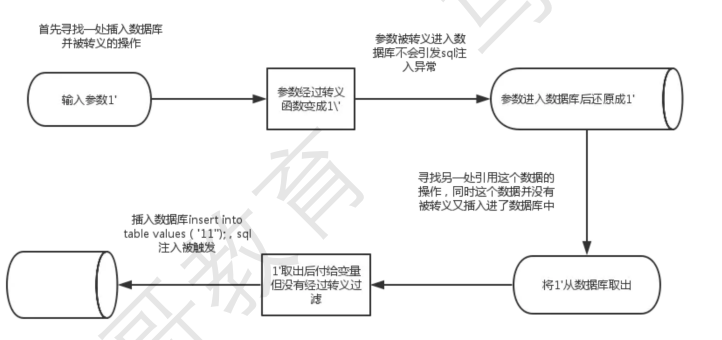 首先寻找一处插入数据库
并被转义的操作
输入参数1'
参数经过转义
函数变成1\'
参数被转义进入数
据库不会引发sql注
入异常
参数进入数据库后还原成1'
寻找另一处引用这个数据的
操作，同时这个数据并没有
被转义又插入进了数据库中
将1'从数据库取出
1'取出后付给变量
但没有经过转义过
滤
插入数据库insert into
table values（ '11'');，sql
注入被触发
哥教育